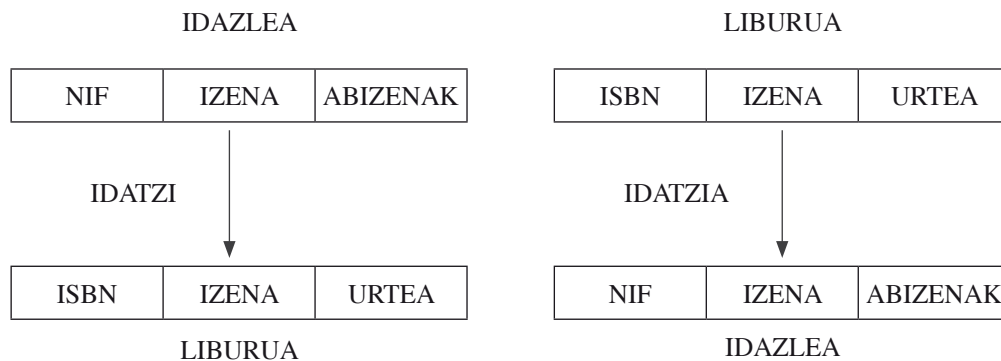 IDAZLEA
NIF IZENA ABIZENAK
IDATZI
ISBN IZENA URTEA
LIBURUA
LIBURUA
ISBN IZENA URTEA
IDATZIA
NIF IZENA ABIZENAK
IDAZLEA